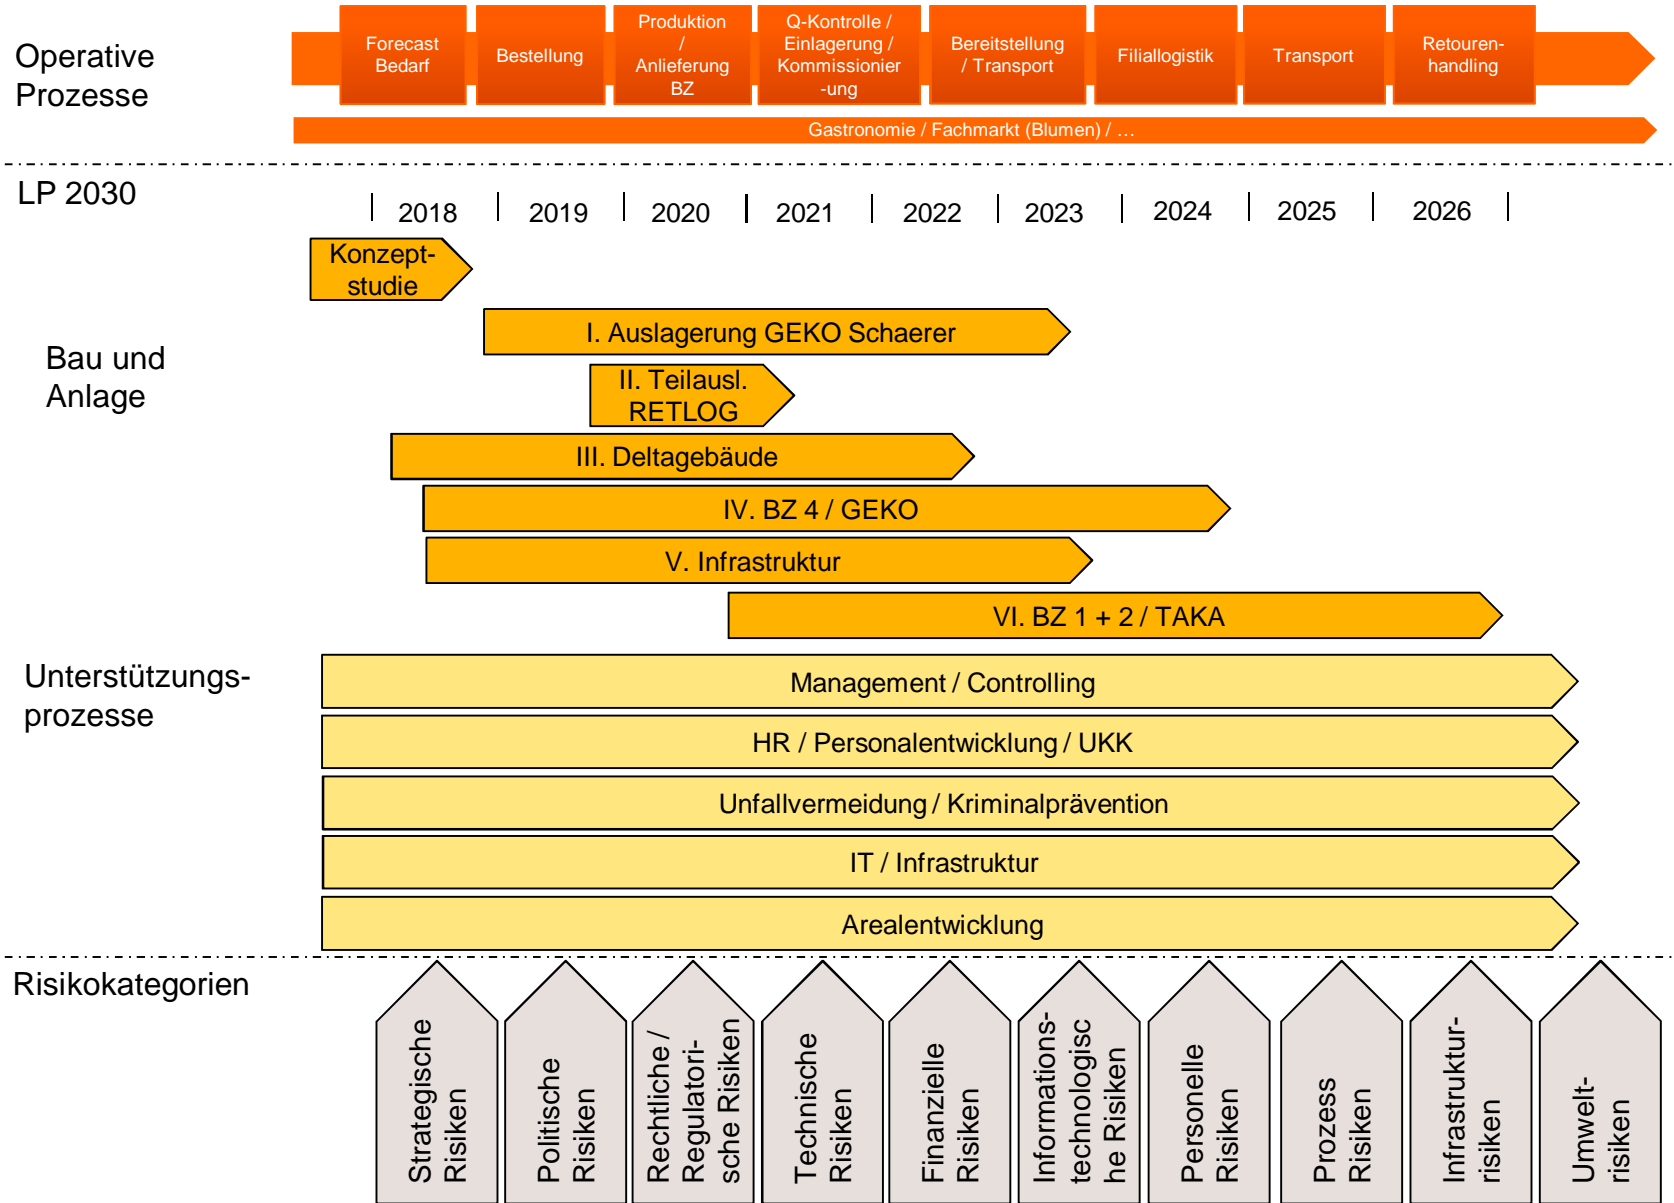 Operative
Prozesse
Forecast
Bedarf
Bestellung
Produktion
/
Anlieferung
BZ
Q-Kontrolle /
Einlagerung /
Kommissionier
-ung
Bereitstellung
/ Transport
Filiallogistik
Transport
Retouren-
handling
Gastronomie / Fachmarkt (Blumen) / …
LP 2030
2018
2019
2020
2021
2022
2023
2024
2025
2026
Konzept-
studie
Bau und
Anlage
I. Auslagerung GEKO Schaerer
II. Teilausl.
RETLOG
III. Deltagebäude
IV. BZ 4 / GEKO
V. Infrastruktur
VI. BZ 1 + 2 / TAKA
Unterstützungs-
prozesse
Management / Controlling
HR / Personalentwicklung / UKK
Unfallvermeidung / Kriminalprävention
IT / Infrastruktur
Arealentwicklung
Risikokategorien
Strategische
Risiken
Politische
Risiken
Rechtliche /
Regulatori-
sche Risiken
Technische
Risiken
Finanzielle
Risiken
Informations-
technologisc
he Risiken
Personelle
Risiken
Prozess
Risiken
Infrastruktur-
risiken
Umwelt-
risiken